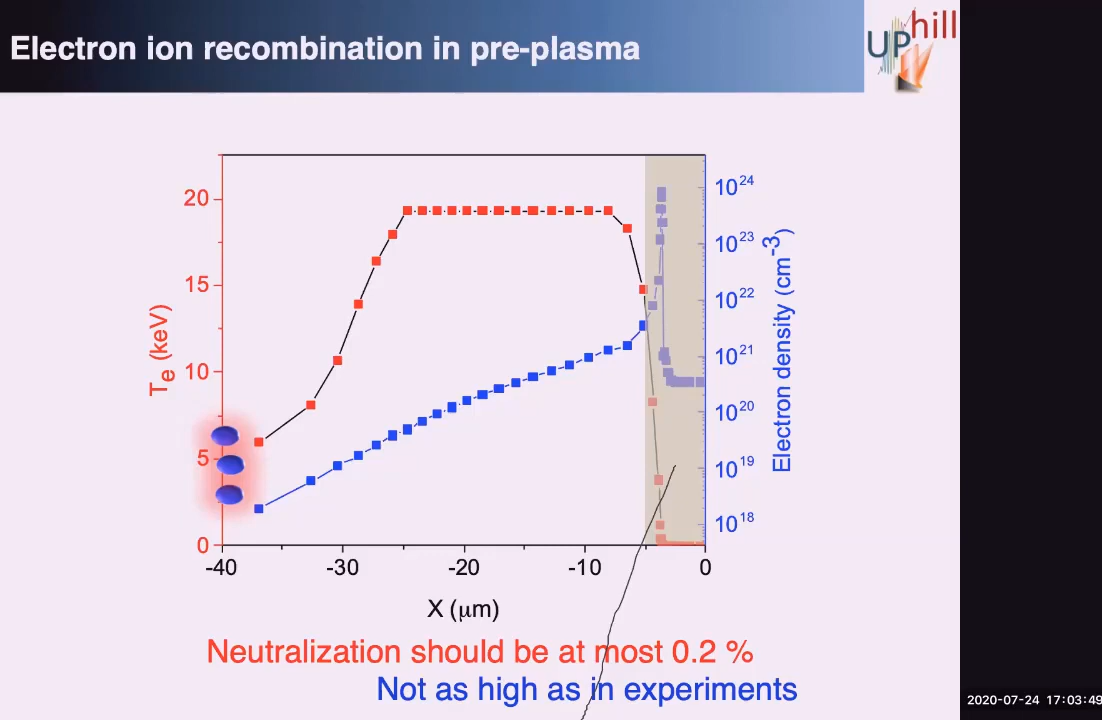 Electron ion recombination in pre-plasma
UPhill
20
15
10
5
0
Te (keV)
10^24
10^23
10^22
10^21
10^20
10^19
10^18
Electron density (cm^-3)
-40 -30 -20 -10 0
X (μm)
Neutralization should be at most 0.2 %
Not as high as in experiments
2020-07-24 17:03:49